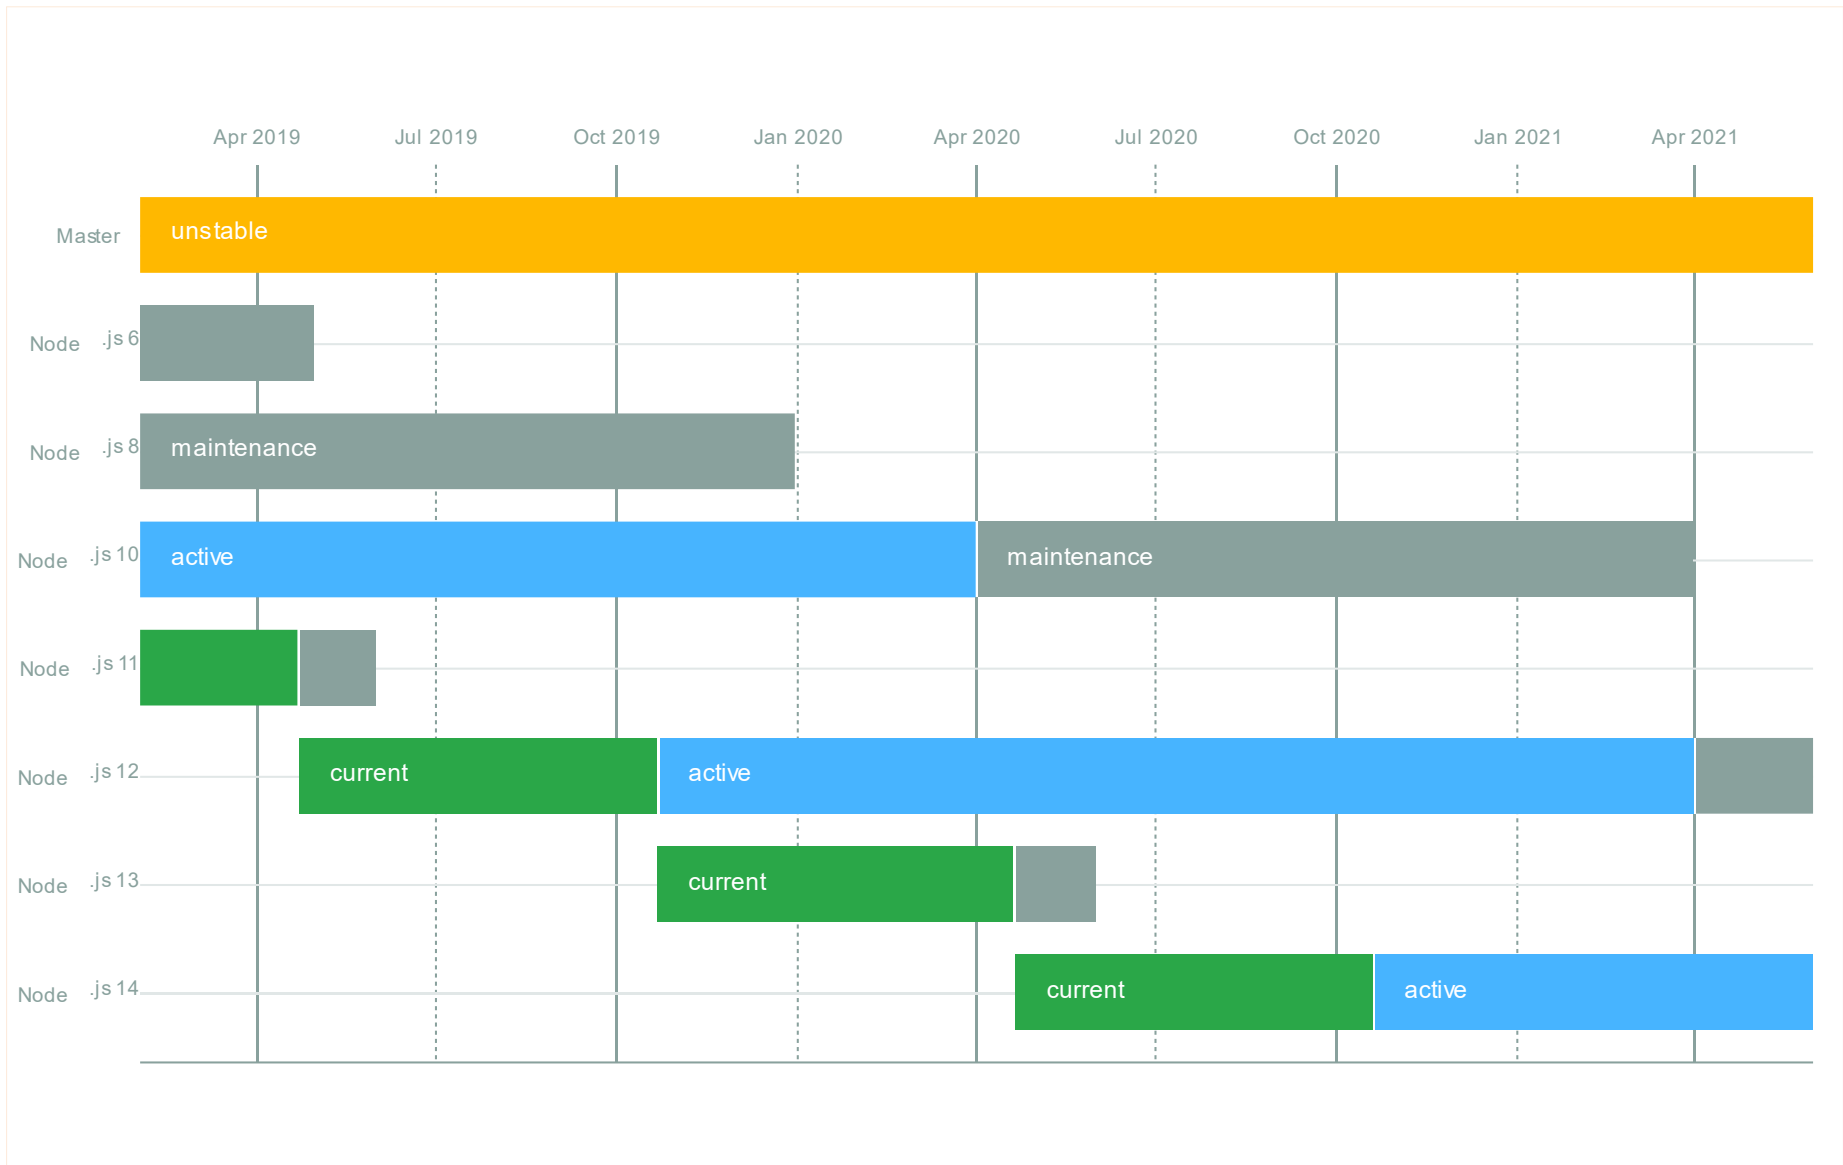 Apr 2019 Jul 2019 Oct 2019 Jan 2020 Apr 2020 Jul 2020 Oct 2020 Jan 2021 Apr 2021
Master unstable
Node .js 6
Node .js 8 maintenance
Node .js 10 active maintenance
Node .js 11
Node .js 12 current active
Node .js 13 current
Node .js 14 current active